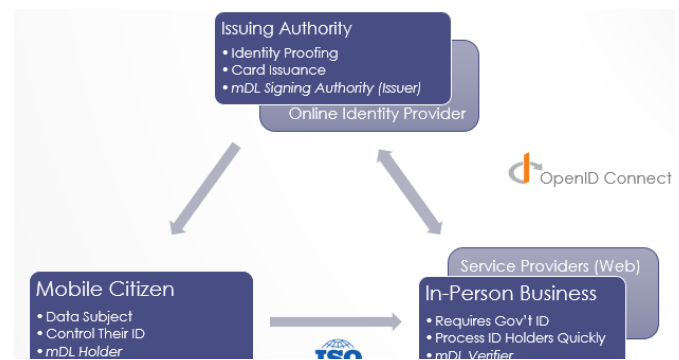 Issuing Authority
• Identity Proofing
• Card Issuance
• mDL Signing Authority (Issuer)
Online Identity Provider
OpenID Connect
Service Providers (Web)
Mobile Citizen
• Data Subject
• Control Their ID
• mDL Holder
In-Person Business
• Requires Gov't ID
• Process ID Holders Quickly
• mDL Verifier
ISO